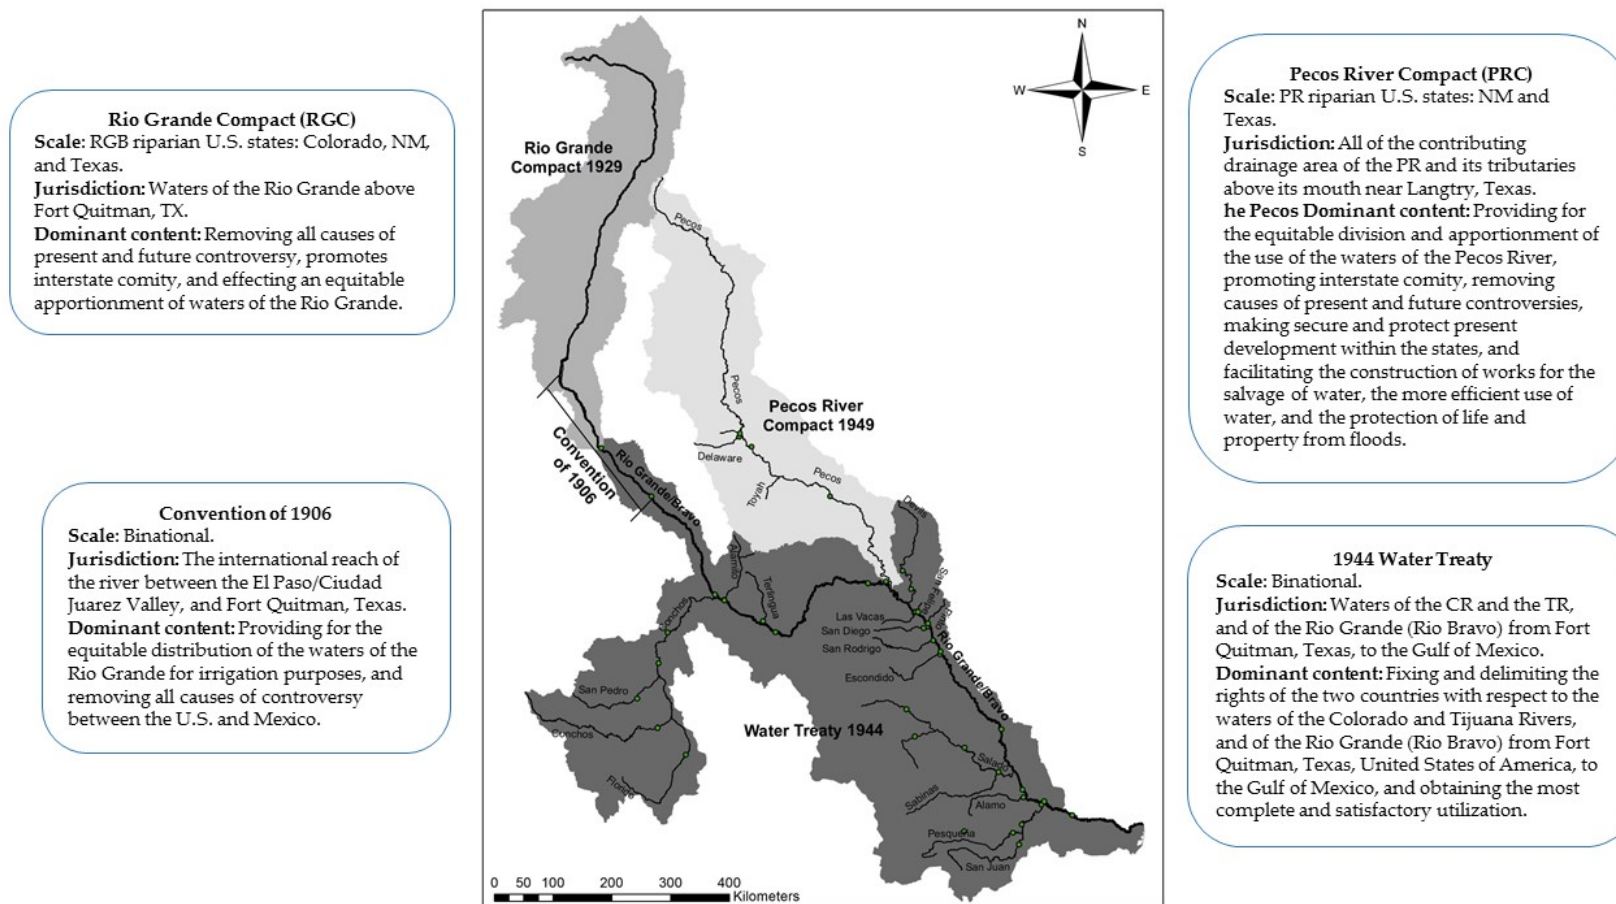 Rio Grande Compact (RGC)
Scale: RGB riparian U.S. states: Colorado, NM,
and Texas.
Jurisdiction: Waters of the Rio Grande above
Fort Quitman, TX.
Dominant content: Removing all causes of
present and future controversy, promotes
interstate comity, and effecting an equitable
apportionment of waters of the Rio Grande.
Convention of 1906
Scale: Binational.
Jurisdiction: The international reach of
the river between the El Paso/Ciudad
Juarez Valley, and Fort Quitman, Texas.
Dominant content: Providing for the
equitable distribution of the waters of the
Rio Grande for irrigation purposes, and
removing all causes of controversy
between the U.S. and Mexico.
N
W
E
S
Rio Grande
Compact 1929
Pecos
Pecos
Pecos River
Compact 1949
Convention
of 1906
Rio Grande/Bravo
Delaware
Toyah
Pecos
Devils
Alamito
Terlingua
San Felipe
Pinto
Conchos
Las Vacas
San Diego
San Rodrigo
Rio Grande/Bravo
Escondido
San Pedro
Conchos
Water Treaty 1944
Florido
Salado
Sabinas
Alamo
Pesqueria
San Juan
0 50 100 200 300 400
Kilometers
Pecos River Compact (PRC)
Scale: PR riparian U.S. states: NM and
Texas.
Jurisdiction: All of the contributing
drainage area of the PR and its tributaries
above its mouth near Langtry, Texas.
he Pecos Dominant content: Providing for
the equitable division and apportionment of
the use of the waters of the Pecos River,
promoting interstate comity, removing
causes of present and future controversies,
making secure and protect present
development within the states, and
facilitating the construction of works for the
salvage of water, the more efficient use of
water, and the protection of life and
property from floods.
1944 Water Treaty
Scale: Binational.
Jurisdiction: Waters of the CR and the TR,
and of the Rio Grande (Rio Bravo) from Fort
Quitman, Texas, to the Gulf of Mexico.
Dominant content: Fixing and delimiting the
rights of the two countries with respect to the
waters of the Colorado and Tijuana Rivers,
and of the Rio Grande (Rio Bravo) from Fort
Quitman, Texas, United States of America, to
the Gulf of Mexico, and obtaining the most
complete and satisfactory utilization.